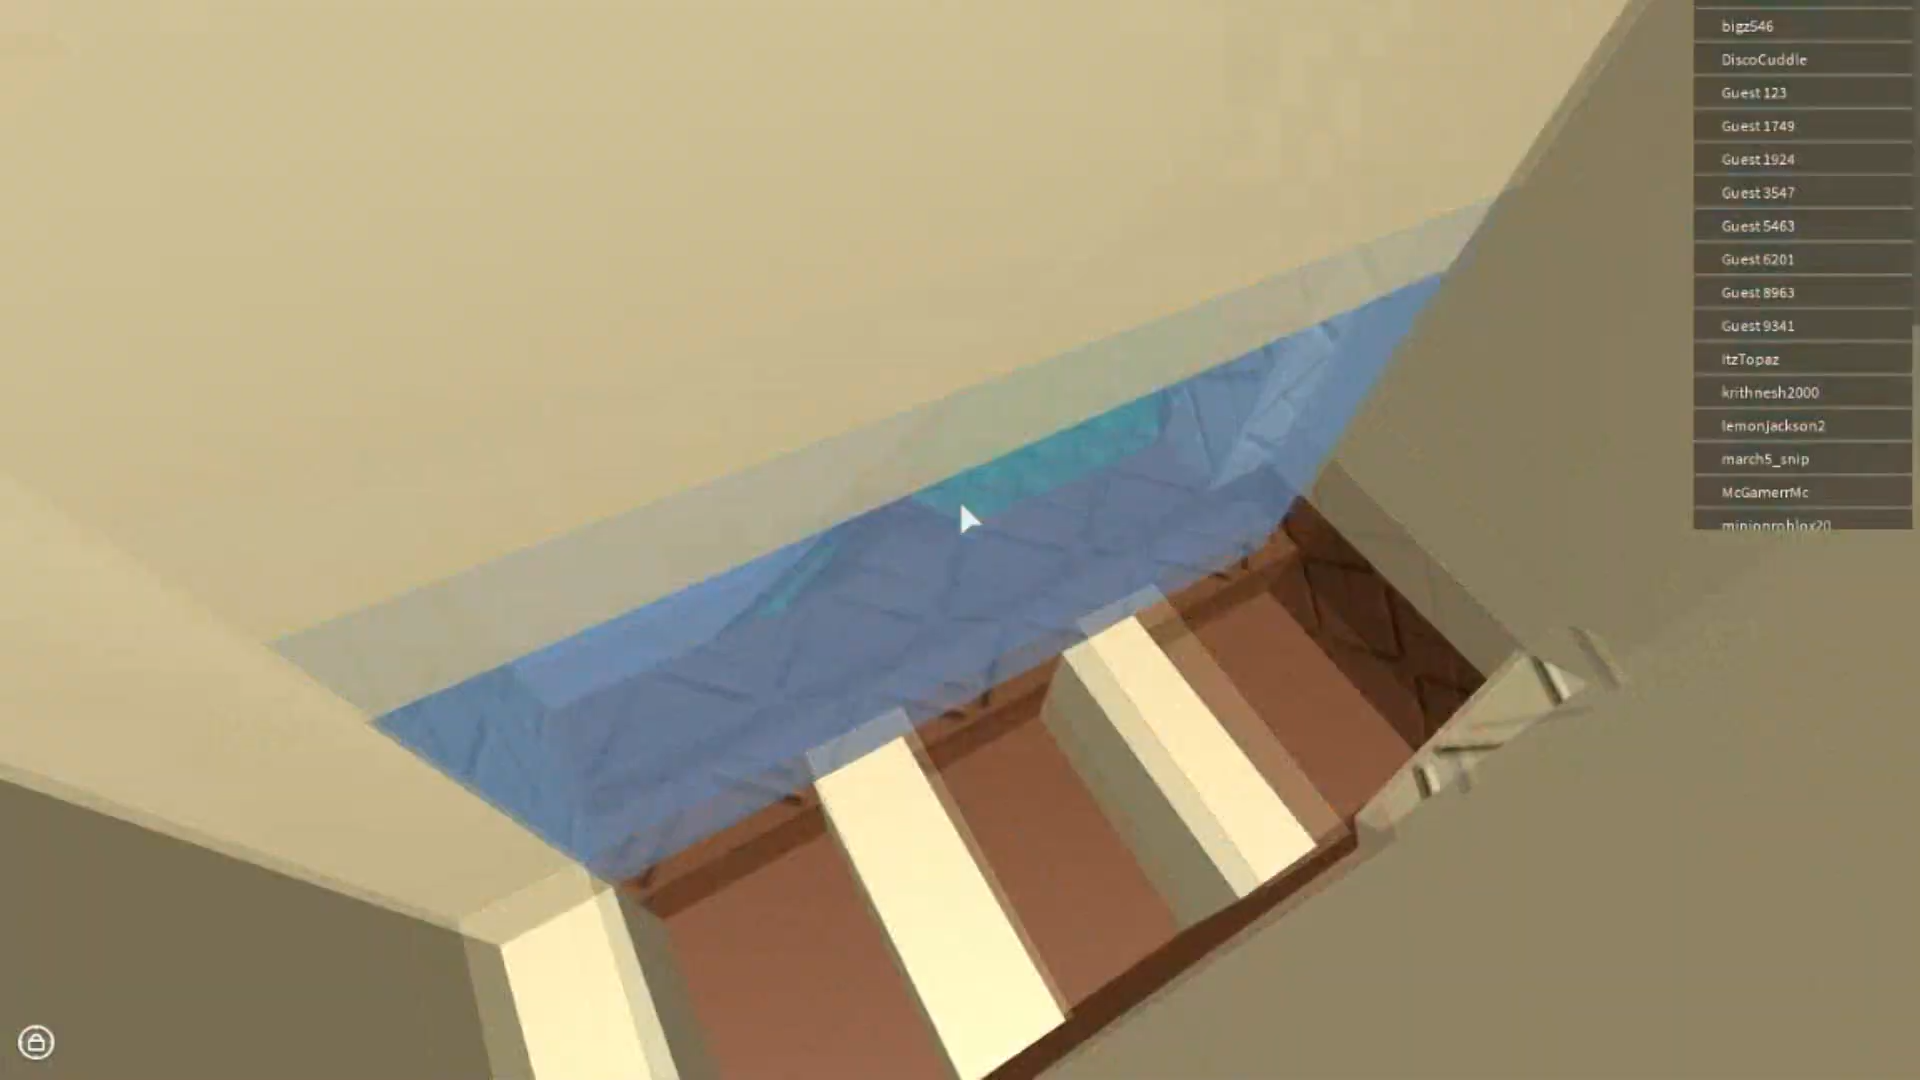 bigz546
DiscoCuddle
Guest 123
Guest 1749
Guest 1924
Guest 3547
Guest 5463
Guest 6201
Guest 8963
Guest 9341
ItzTopaz
krithnesh2000
lemonjackson2
march5_snip
McGamerrMc
minionroblox20